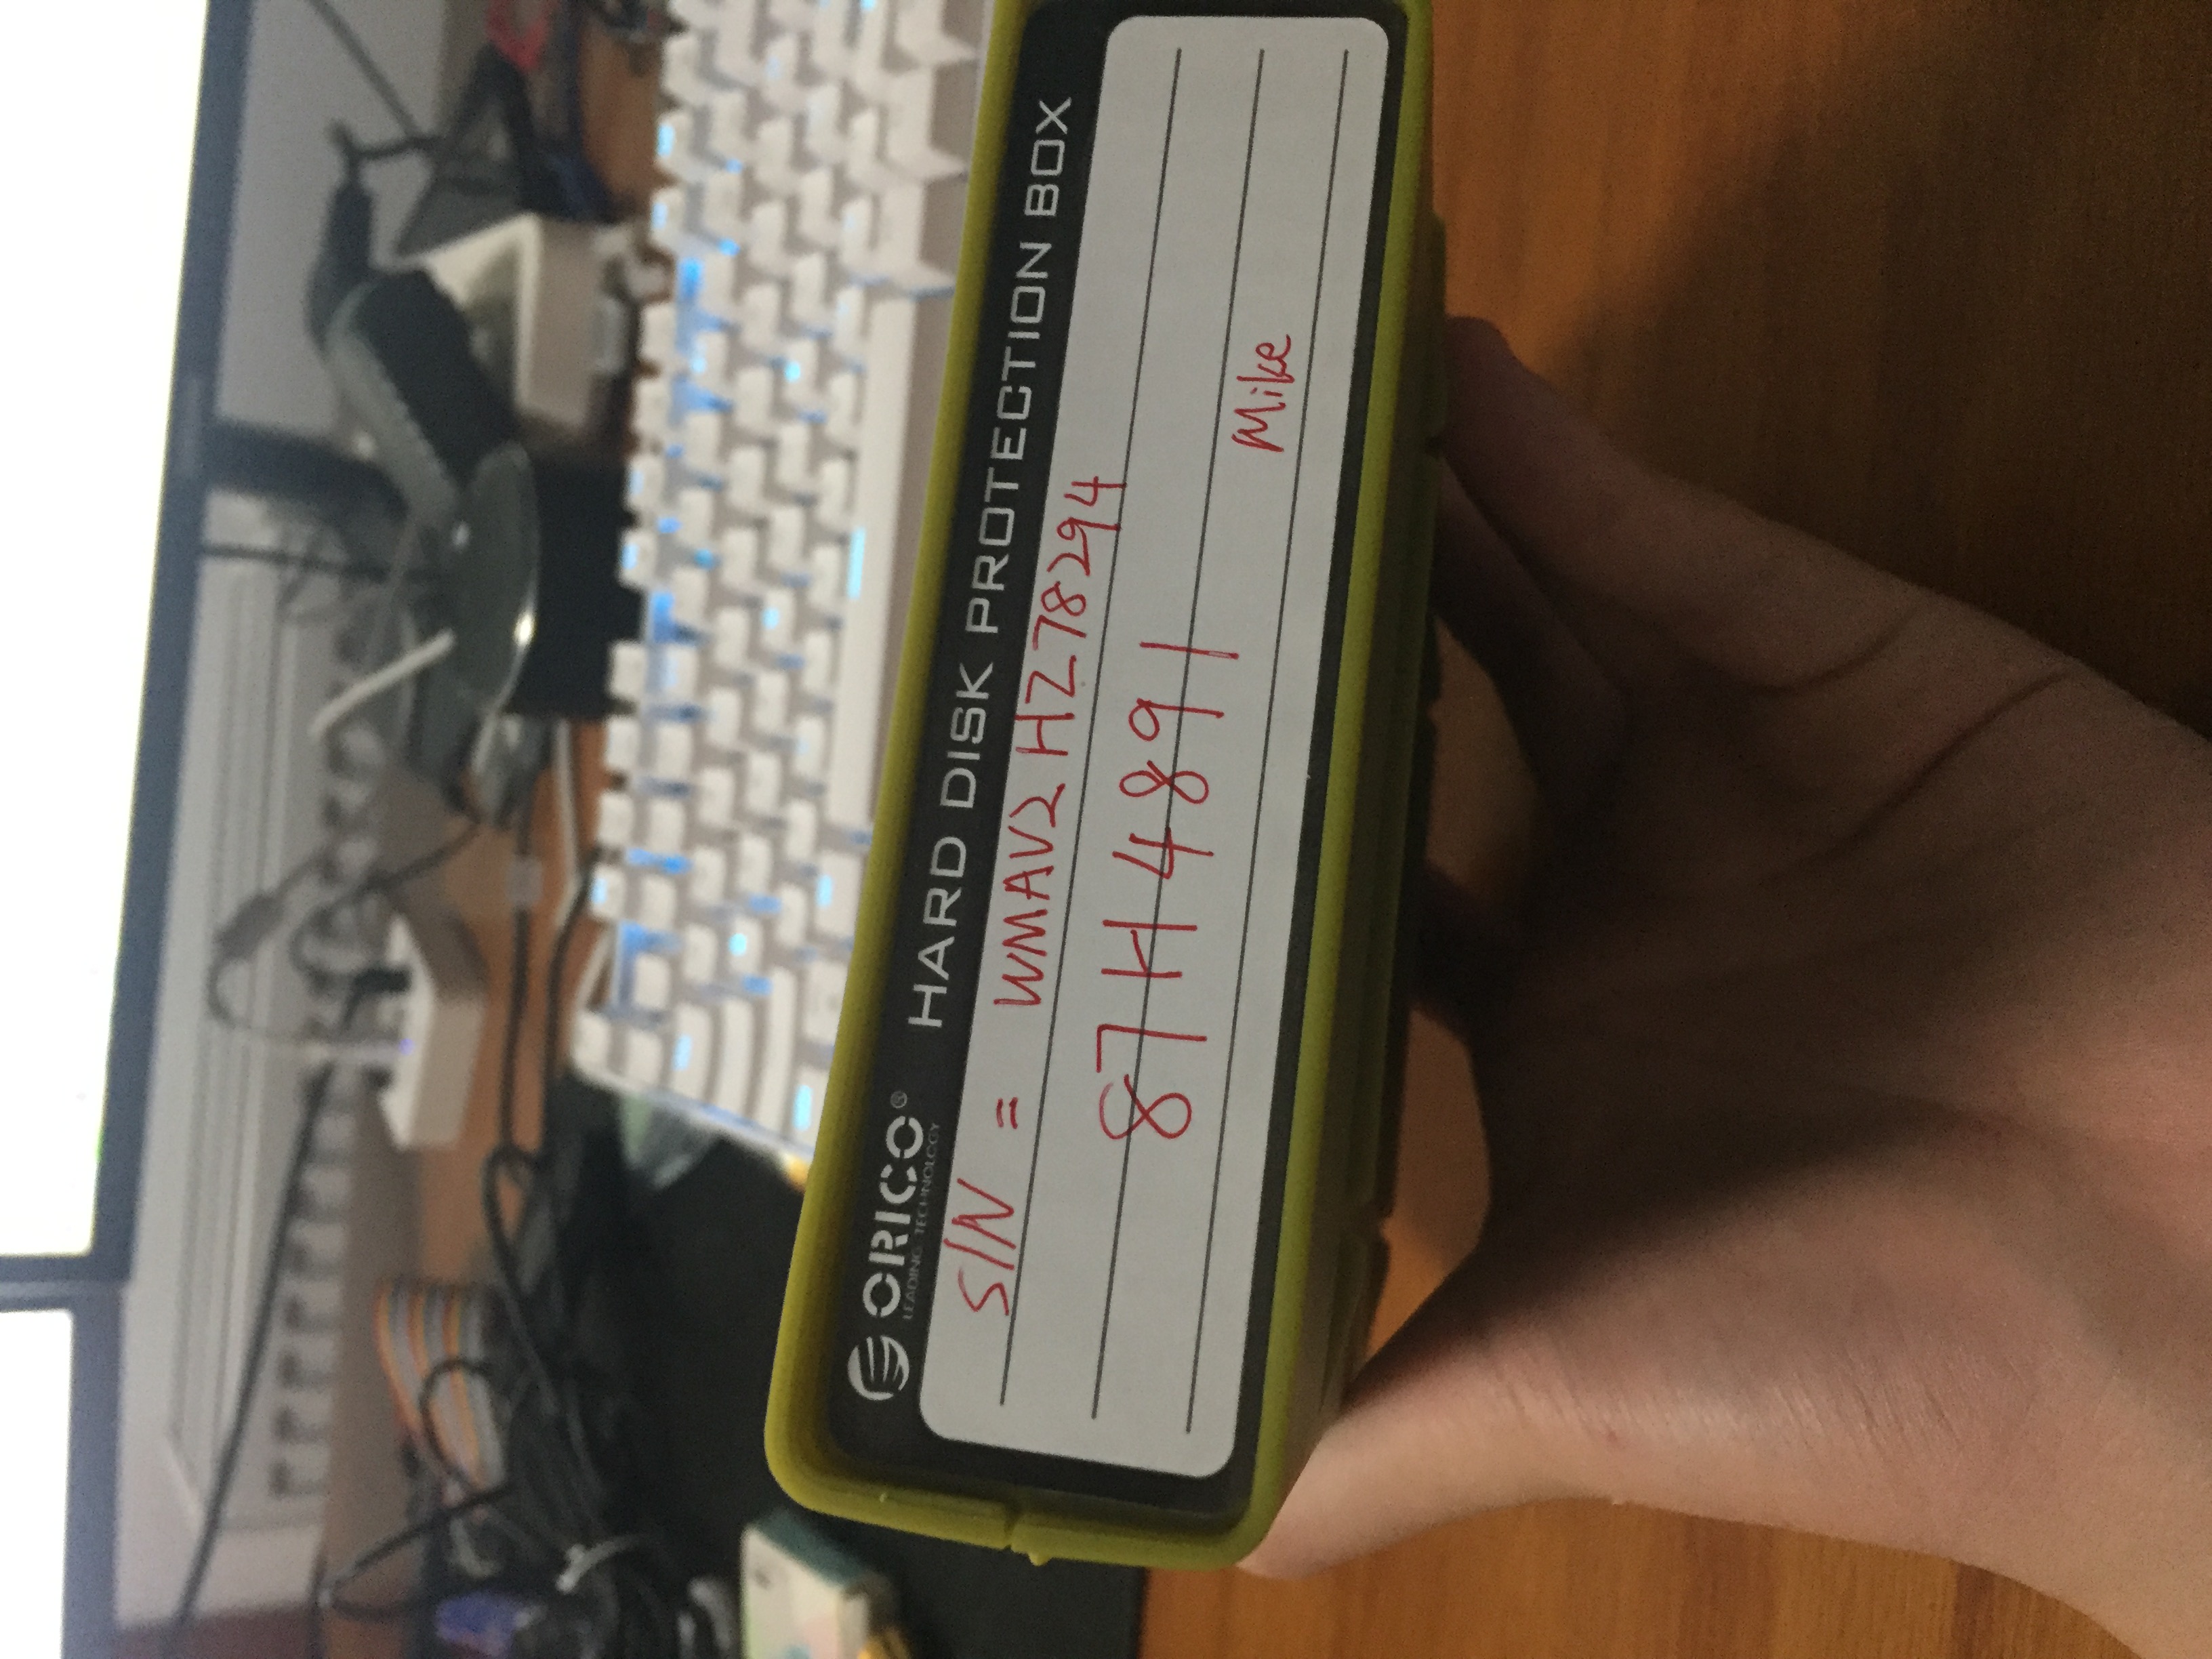 ORICO®
LEADING TECHNOLOGY
HARD DISK PROTECTION BOX
S/N = WMAV2HZ78294
87H4891
Mike